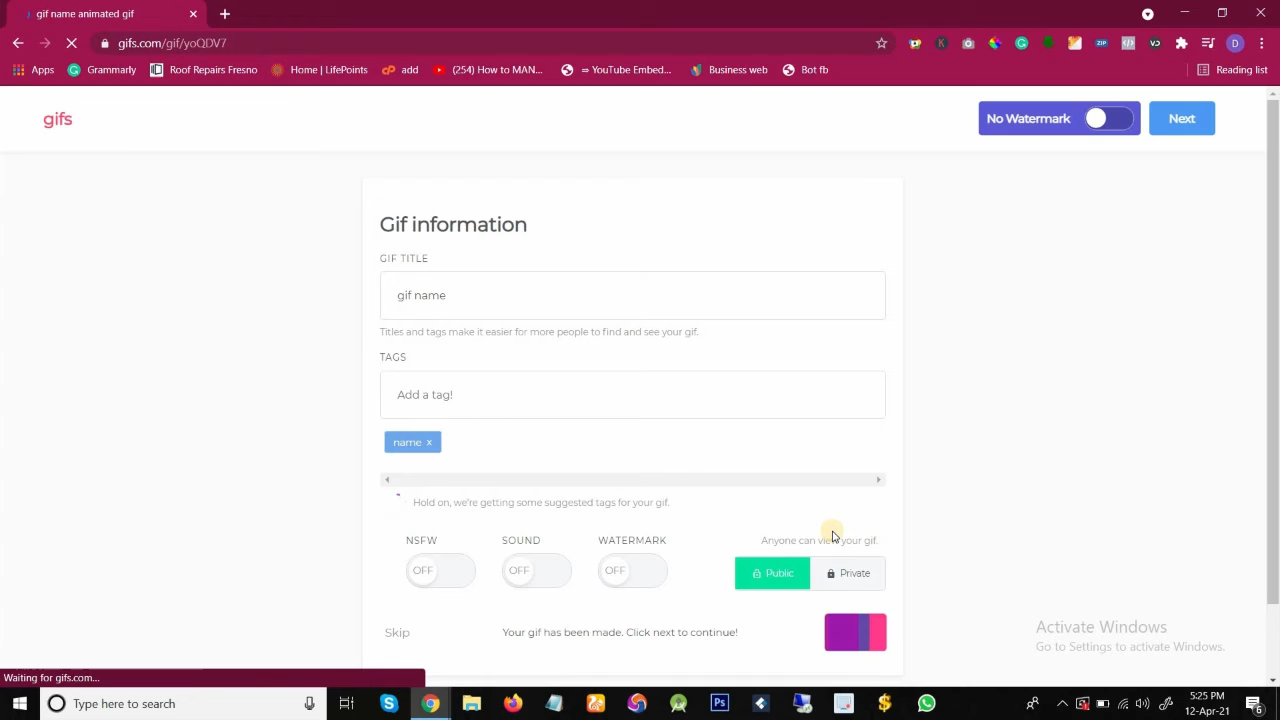 gif name animated gif
gifs.com/gif/yoQDV7
Apps
Grammarly
Roof Repairs Fresno
Home | LifePoints
add
(254) How to MAN...
⇒ YouTube Embed...
Business web
Bot fb
Reading list
gifs
No Watermark
Next
Gif information
GIF TITLE
gif name
Titles and tags make it easier for more people to find and see your gif.
TAGS
Add a tag!
name x
Hold on, we're getting some suggested tags for your gif.
NSFW
SOUND
WATERMARK
Anyone can view your gif.
OFF
OFF
OFF
Public
Private
Skip
Your gif has been made. Click next to continue!
Activate Windows
Go to Settings to activate Windows.
Waiting for gifs.com...
Type here to search
5:25 PM
12-Apr-21
6